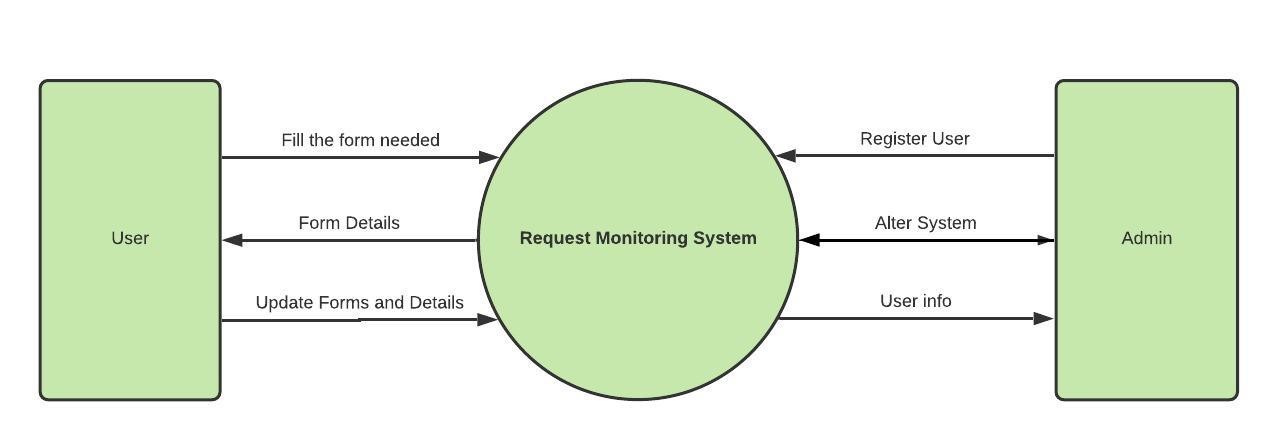 Fill the form needed
Register User
Form Details
Alter System
User
Request Monitoring System
Admin
Update Forms and Details
User info